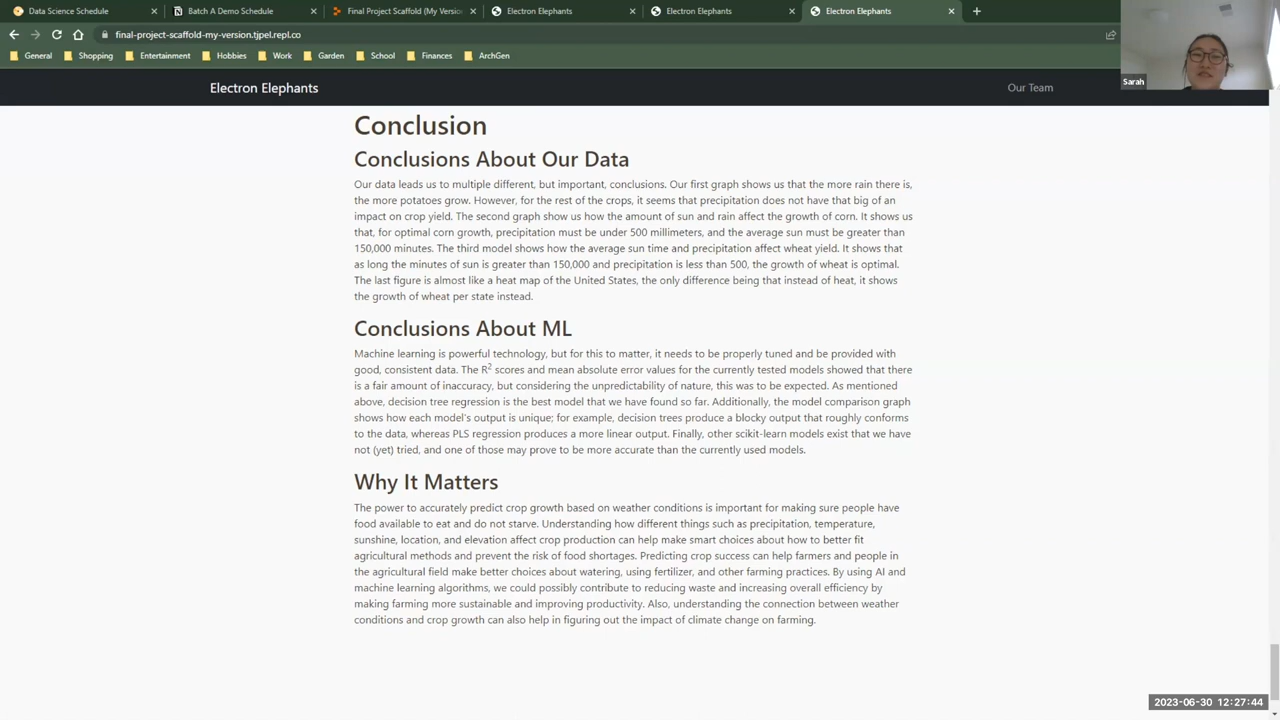 Data Science Schedule
Batch A Demo Schedule
Final Project Scaffold (My Versio
Electron Elephants
Electron Elephants
Electron Elephants
final-project-scaffold-my-version.tjpel.repl.co
General Shopping Entertainment Hobbies Work Garden School Finances ArchGen
Sarah
Electron Elephants
Our Team
Conclusion
Conclusions About Our Data
Our data leads us to multiple different, but important, conclusions. Our first graph shows us that the more rain there is,
the more potatoes grow. However, for the rest of the crops, it seems that precipitation does not have that big of an
impact on crop yield. The second graph show us how the amount of sun and rain affect the growth of corn. It shows us
that, for optimal corn growth, precipitation must be under 500 millimeters, and the average sun must be greater than
150,000 minutes. The third model shows how the average sun time and precipitation affect wheat yield. It shows that
as long the minutes of sun is greater than 150,000 and precipitation is less than 500, the growth of wheat is optimal.
The last figure is almost like a heat map of the United States, the only difference being that instead of heat, it shows
the growth of wheat per state instead.
Conclusions About ML
Machine learning is powerful technology, but for this to matter, it needs to be properly tuned and be provided with
good, consistent data. The R² scores and mean absolute error values for the currently tested models showed that there
is a fair amount of inaccuracy, but considering the unpredictability of nature, this was to be expected. As mentioned
above, decision tree regression is the best model that we have found so far. Additionally, the model comparison graph
shows how each model's output is unique; for example, decision trees produce a blocky output that roughly conforms
to the data, whereas PLS regression produces a more linear output. Finally, other scikit-learn models exist that we have
not (yet) tried, and one of those may prove to be more accurate than the currently used models.
Why It Matters
The power to accurately predict crop growth based on weather conditions is important for making sure people have
food available to eat and do not starve. Understanding how different things such as precipitation, temperature,
sunshine, location, and elevation affect crop production can help make smart choices about how to better fit
agricultural methods and prevent the risk of food shortages. Predicting crop success can help farmers and people in
the agricultural field make better choices about watering, using fertilizer, and other farming practices. By using AI and
machine learning algorithms, we could possibly contribute to reducing waste and increasing overall efficiency by
making farming more sustainable and improving productivity. Also, understanding the connection between weather
conditions and crop growth can also help in figuring out the impact of climate change on farming.
2023-06-30 12:27:44